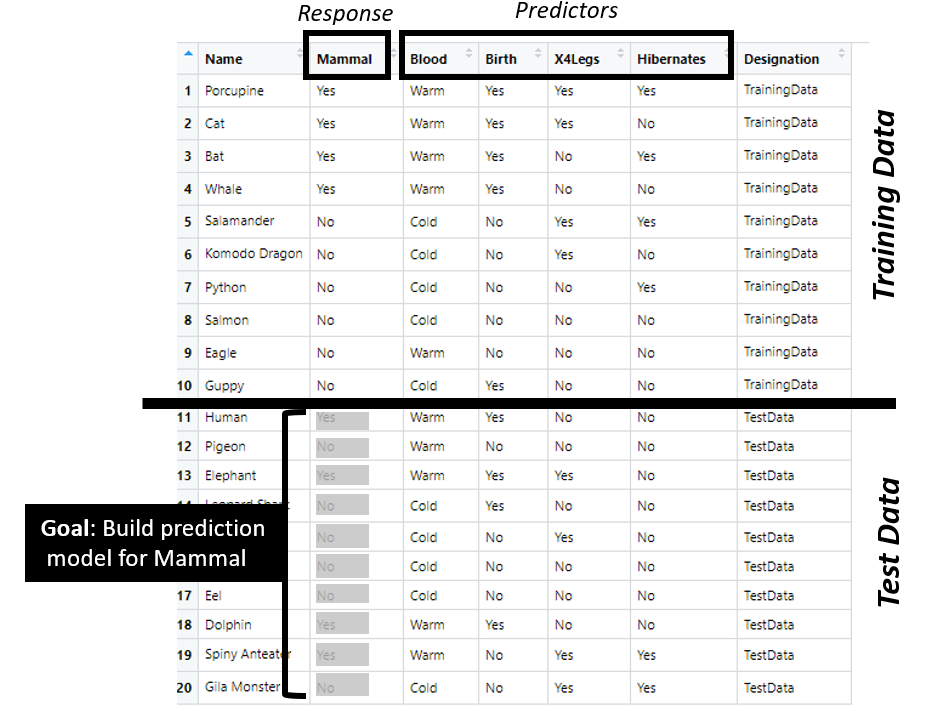 Response
Predictors
Name Mammal Blood Birth X4Legs Hibernates Designation
1 Porcupine Yes Warm Yes Yes Yes TrainingData
2 Cat Yes Warm Yes Yes No TrainingData
3 Bat Yes Warm Yes No Yes TrainingData
4 Whale Yes Warm Yes No No TrainingData
5 Salamander No Cold No Yes Yes TrainingData
6 Komodo Dragon No Cold No Yes No TrainingData
7 Python No Cold No No Yes TrainingData
8 Salmon No Cold No No No TrainingData
9 Eagle No Warm No No No TrainingData
10 Guppy No Cold Yes No No TrainingData
Training Data
11 Human Yes Warm Yes No No TestData
12 Pigeon No Warm No No No TestData
13 Elephant Yes Warm Yes Yes No TestData
No Cold Yes No No TestData
No Cold No Yes No TestData
No Cold No No No TestData
17 Eel No Cold No No No TestData
18 Dolphin Yes Warm Yes No No TestData
19 Spiny Anteater Yes Warm No Yes Yes TestData
20 Gila Monster No Cold No Yes Yes TestData
Test Data
Goal: Build prediction
model for Mammal